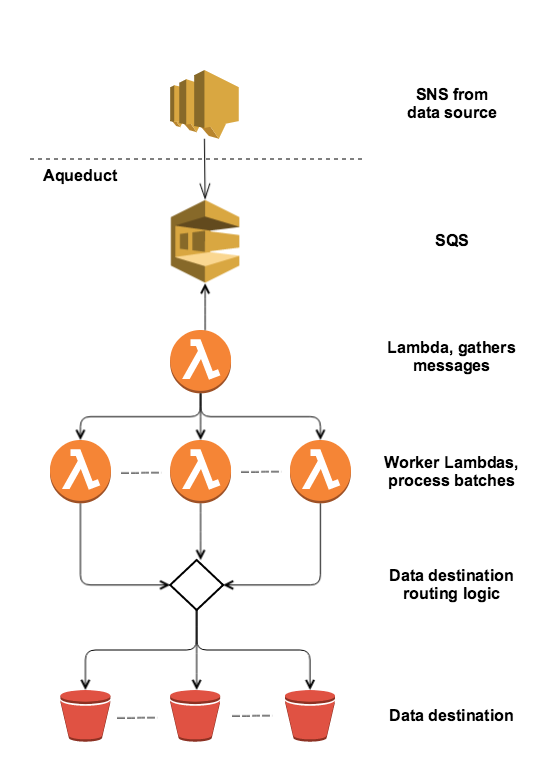 SNS from
data source
Aqueduct
SQS
Lambda, gathers
messages
Worker Lambdas,
process batches
Data destination
routing logic
Data destination